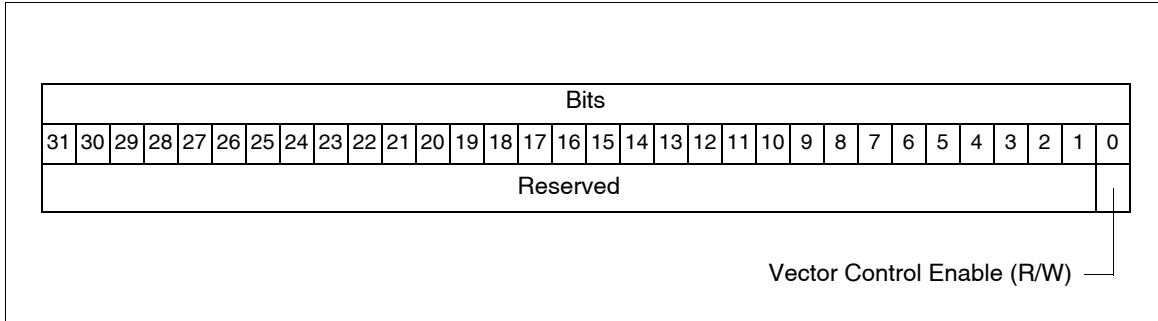 Bits
31 30 29 28 27 26 25 24 23 22 21 20 19 18 17 16 15 14 13 12 11 10 9 8 7 6 5 4 3 2 1 0
Reserved
Vector Control Enable (R/W)